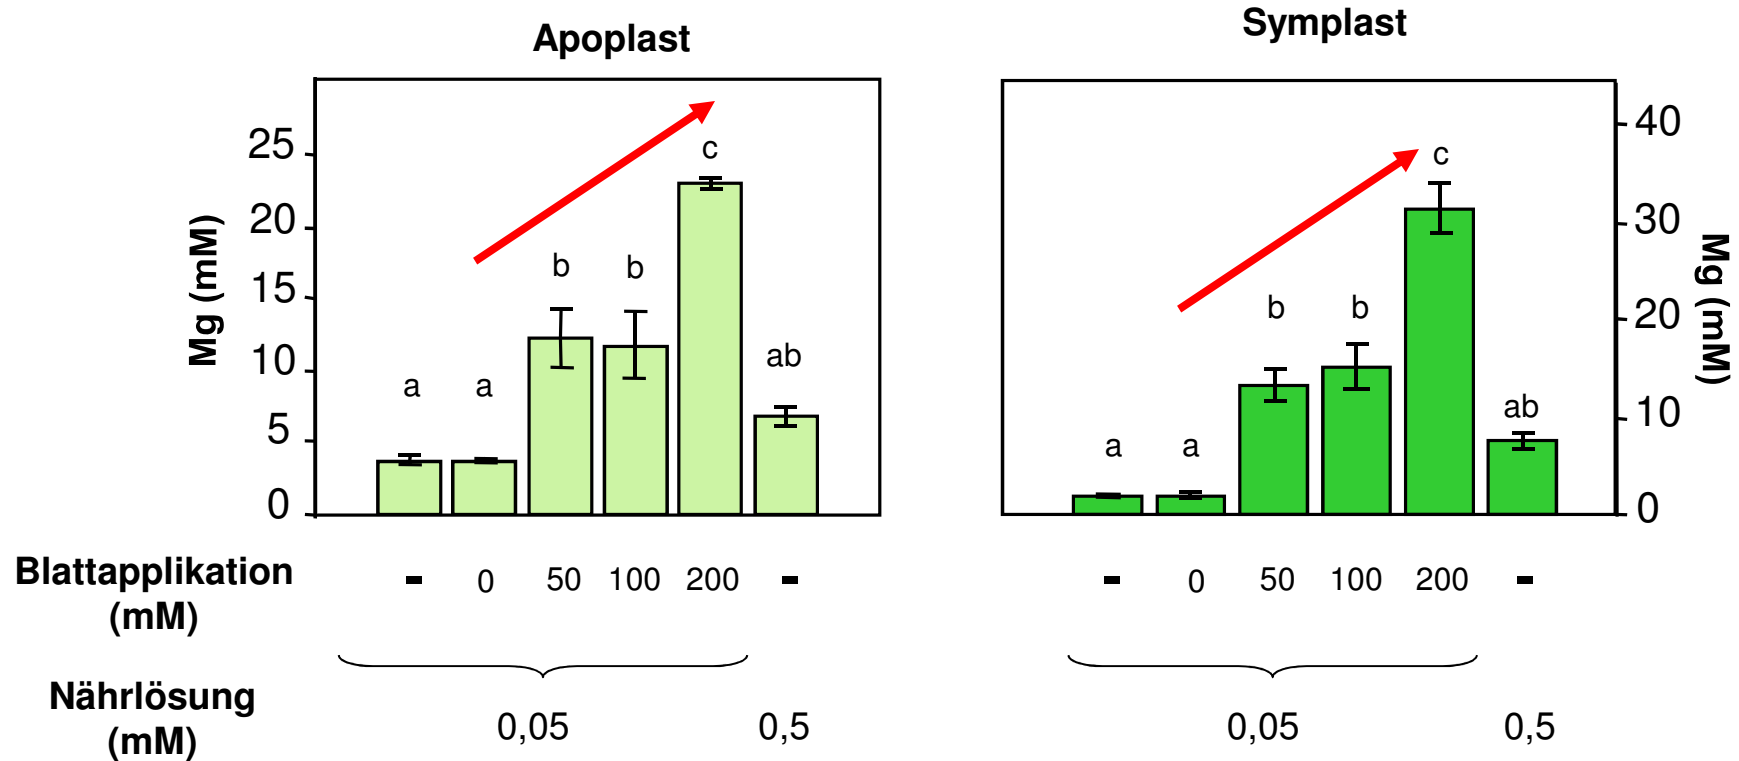 Apoplast
25
20
15
10
5
0
Mg (mM)
a
a
b
b
c
ab
Symplast
40
30
20
10
0
Mg (mM)
a
a
b
b
c
ab
Blattapplikation
(mM)
- 0 50 100 200 -
- 0 50 100 200 -
Nährlösung
(mM)
0,05 0,5
0,05 0,5